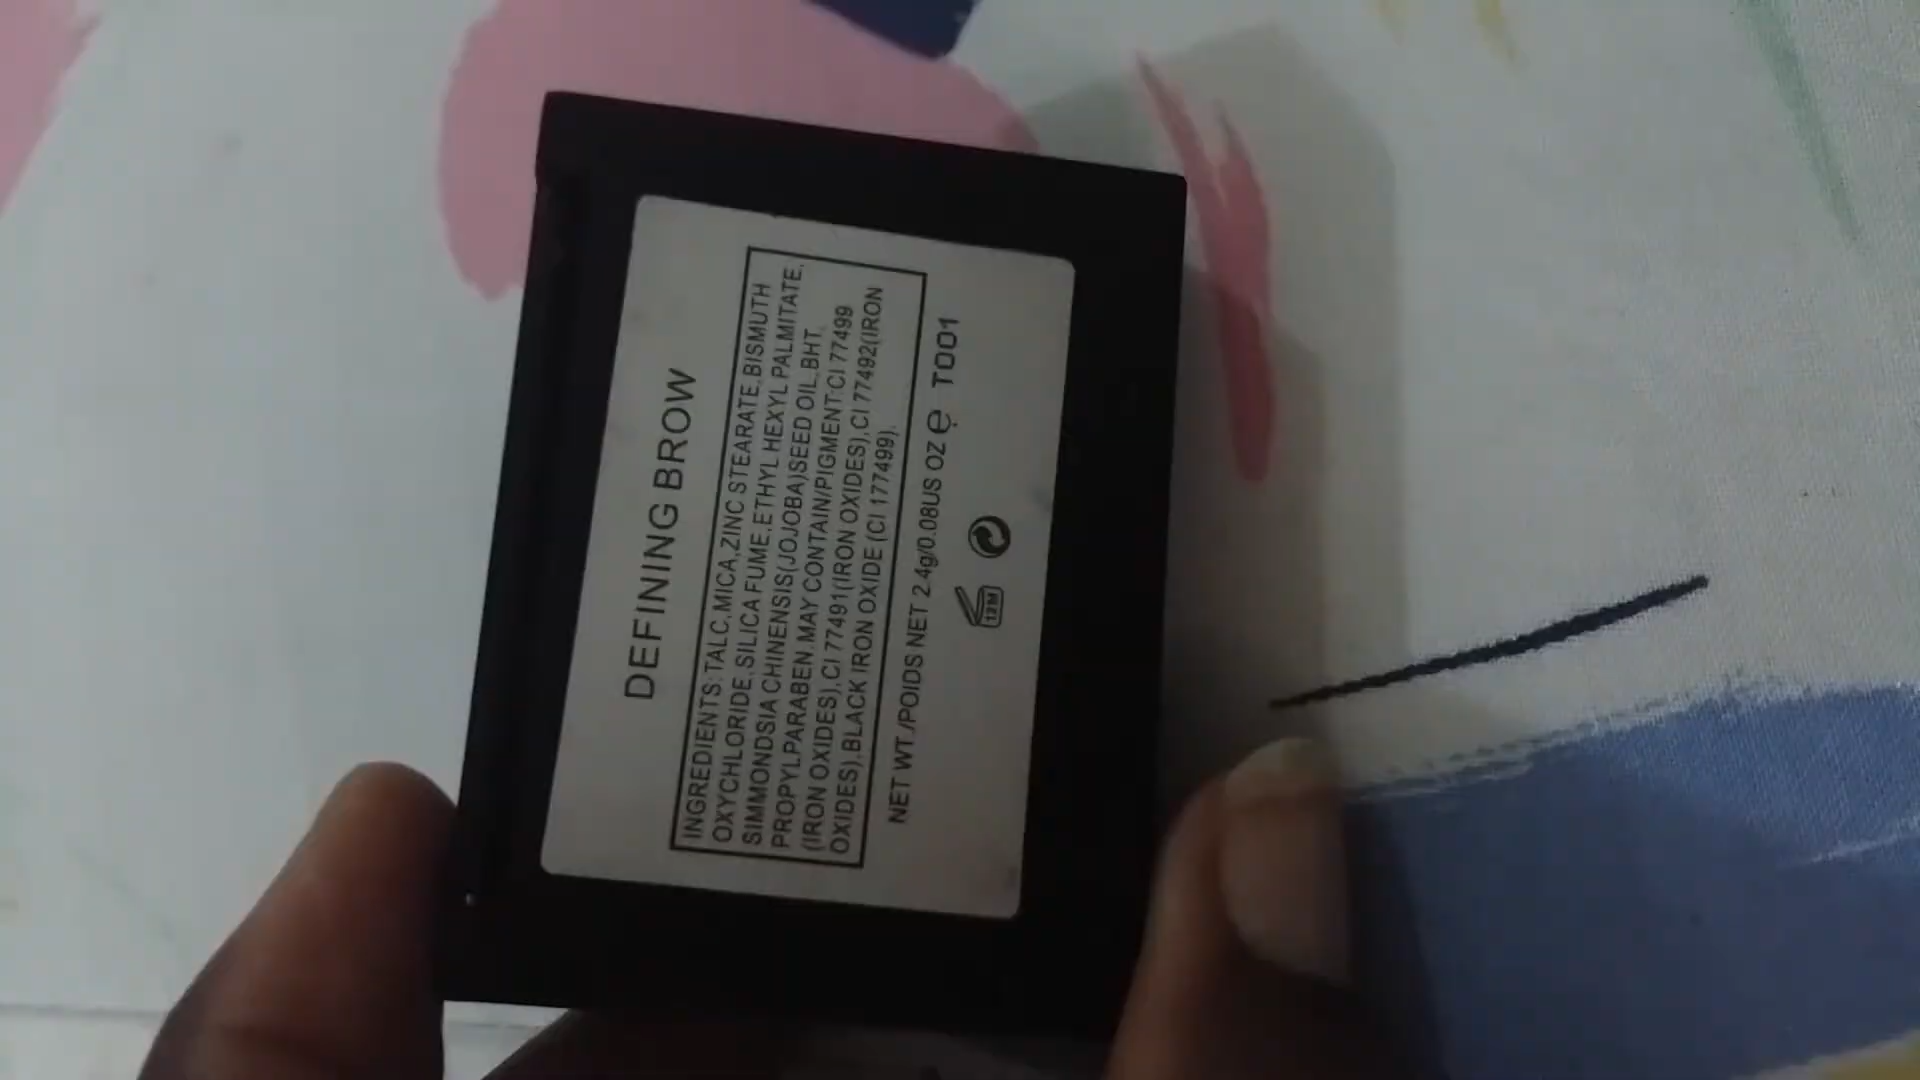 DEFINING BROW
INGREDIENTS:TALC,MICA,ZINC STEARATE,BISMUTH
OXYCHLORIDE,SILICA FUME,ETHYL HEXYL PALMITATE,
SIMMONDSIA CHINENSIS(JOJOBA)SEED OIL,BHT,
PROPYLPARABEN.MAY CONTAIN/PIGMENT:CI 77499
(IRON OXIDES),CI 77491(IRON OXIDES),CI 77492(IRON
OXIDES),BLACK IRON OXIDE (CI 177499).
NET WT./POIDS NET 2.4g/0.08US OZ e T001
12M